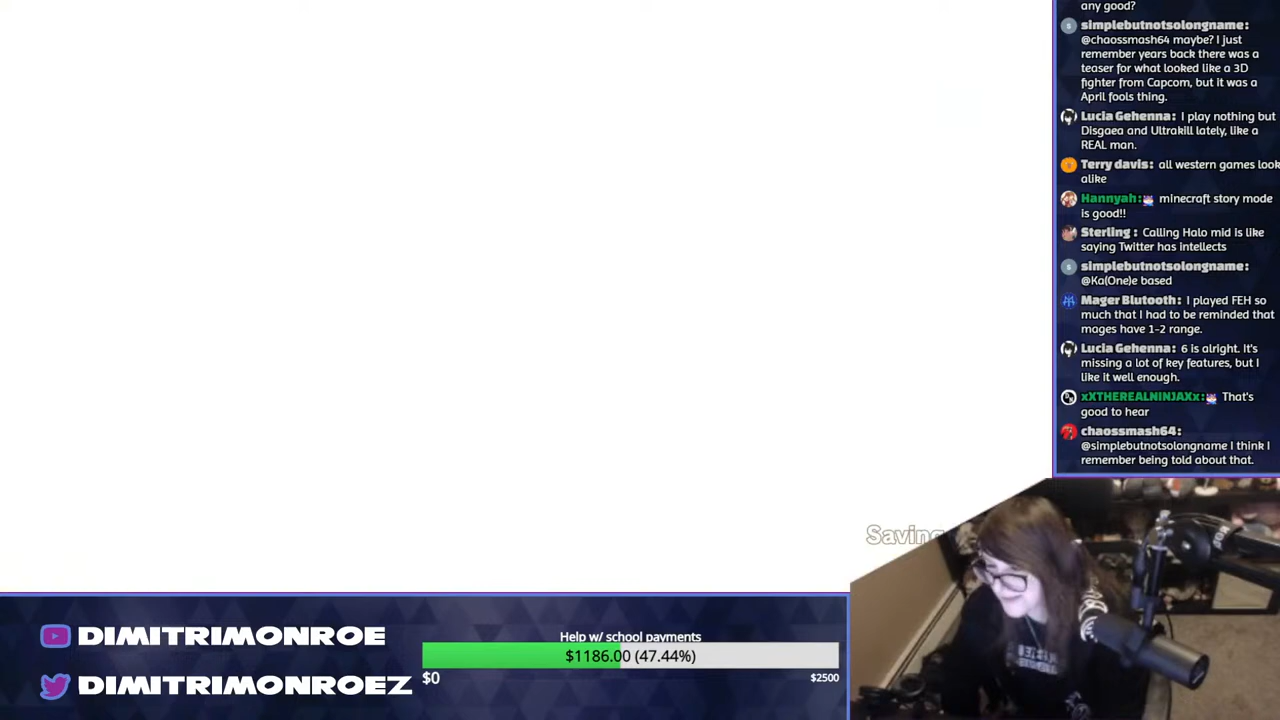 any good?
simplebutnotsolongname:
@chaossmash64 maybe? I just
remember years back there was a
teaser for what looked like a 3D
fighter from Capcom, but it was a
April fools thing.
Lucia Gehenna: I play nothing but
Disgaea and Ultrakill lately, like a
REAL man.
Terry davis: all western games look
alike
Hannyah: minecraft story mode
is good!!
Sterling : Calling Halo mid is like
saying Twitter has intellects
simplebutnotsolongname:
@Ka(One)e based
Mager Blutooth: I played FEH so
much that I had to be reminded that
mages have 1-2 range.
Lucia Gehenna: 6 is alright. It's
missing a lot of key features, but I
like it well enough.
xXTHEREALNINJAXx: That's
good to hear
chaossmash64:
@simplebutnotsolongname I think I
remember being told about that.
Saving
DIMITRIMONROE
DIMITRIMONROEZ
Help w/ school payments
$1186.00 (47.44%)
$0
$2500